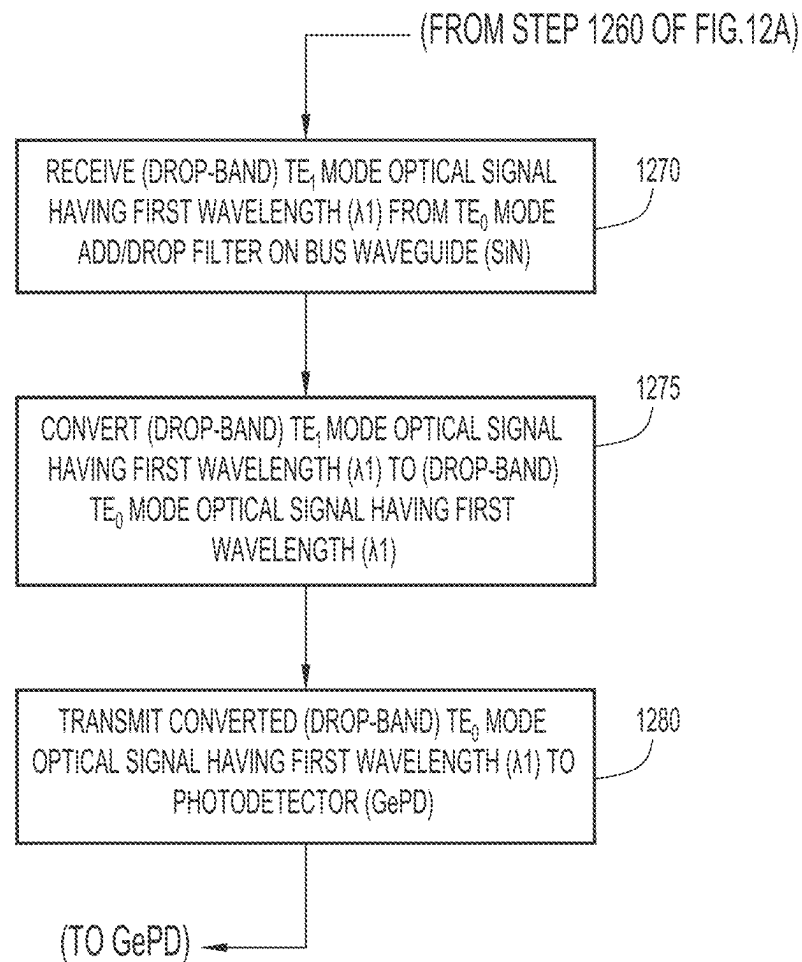 (FROM STEP 1260 OF FIG.12A)
RECEIVE (DROP-BAND) TE₁ MODE OPTICAL SIGNAL
HAVING FIRST WAVELENGTH (λ1) FROM TE₀ MODE
ADD/DROP FILTER ON BUS WAVEGUIDE (SiN)
1270
CONVERT (DROP-BAND) TE₁ MODE OPTICAL SIGNAL
HAVING FIRST WAVELENGTH (λ1) TO (DROP-BAND)
TE₀ MODE OPTICAL SIGNAL HAVING FIRST
WAVELENGTH (λ1)
1275
TRANSMIT CONVERTED (DROP-BAND) TE₀ MODE
OPTICAL SIGNAL HAVING FIRST WAVELENGTH (λ1) TO
PHOTODETECTOR (GePD)
1280
(TO GePD)